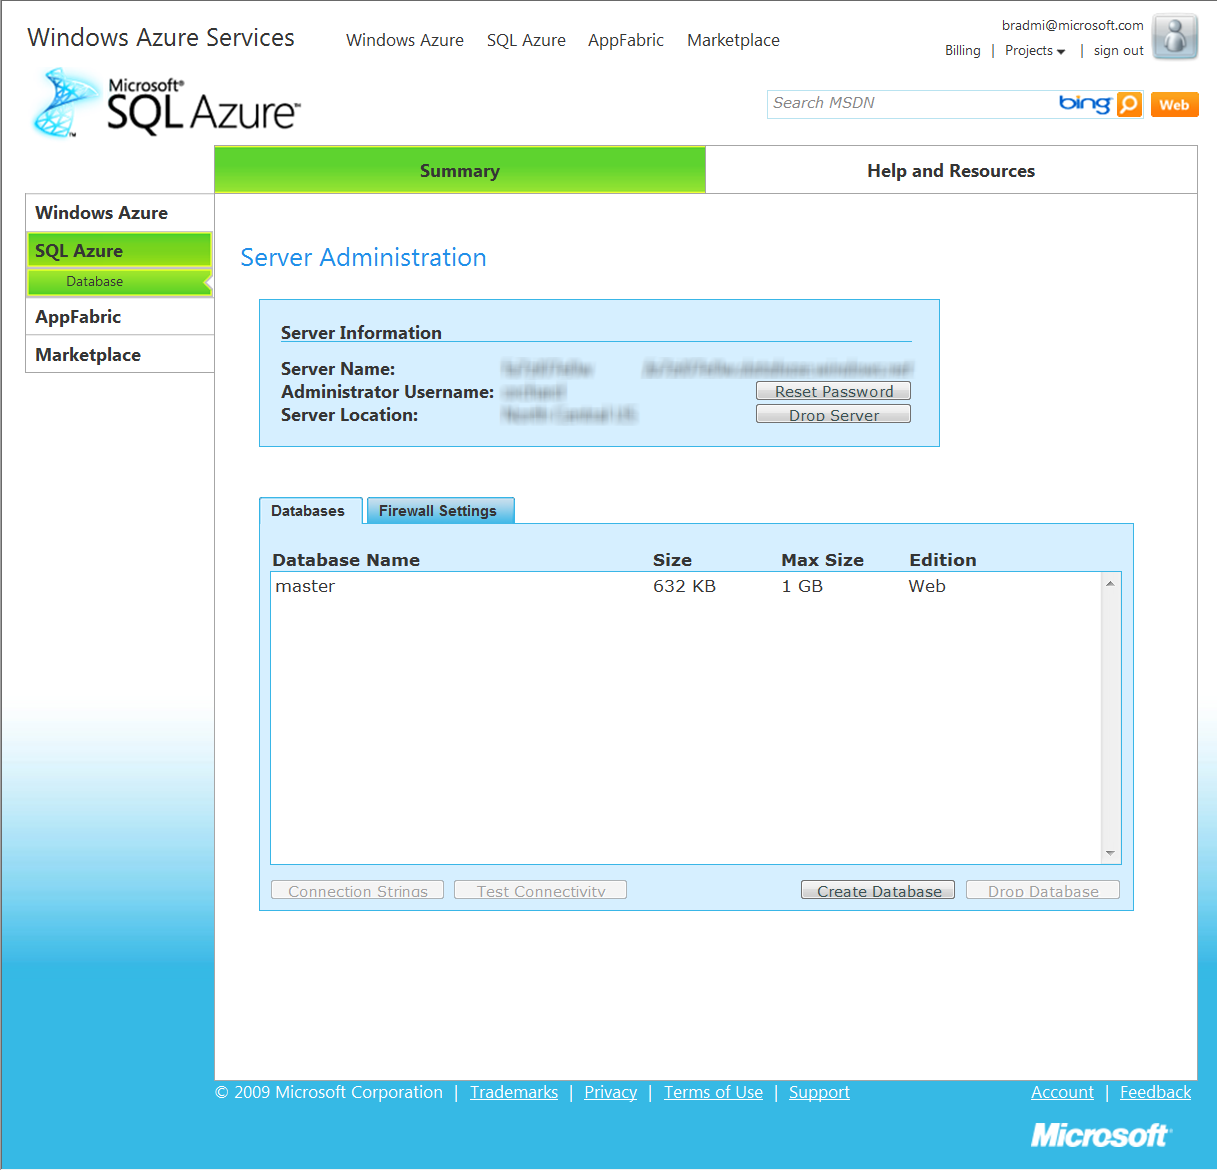 Windows Azure Services
Windows Azure SQL Azure AppFabric Marketplace
bradmi@microsoft.com
Billing | Projects | sign out
Microsoft®
SQL Azure™
Search MSDN
bing
Web
Summary
Help and Resources
Windows Azure
SQL Azure
Database
AppFabric
Marketplace
Server Administration
Server Information
Server Name:
Administrator Username:
Reset Password
Server Location:
Drop Server
Databases
Firewall Settings
Database Name Size Max Size Edition
master 632 KB 1 GB Web
Connection Strings
Test Connectivity
Create Database
Drop Database
© 2009 Microsoft Corporation | Trademarks | Privacy | Terms of Use | Support
Account | Feedback
Microsoft